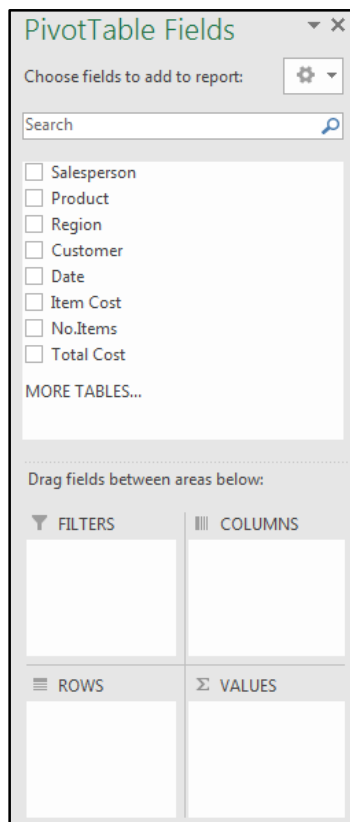 PivotTable Fields
Choose fields to add to report:
Search
Salesperson
Product
Region
Customer
Date
Item Cost
No.Items
Total Cost
MORE TABLES...
Drag fields between areas below:
FILTERS
COLUMNS
ROWS
Σ VALUES